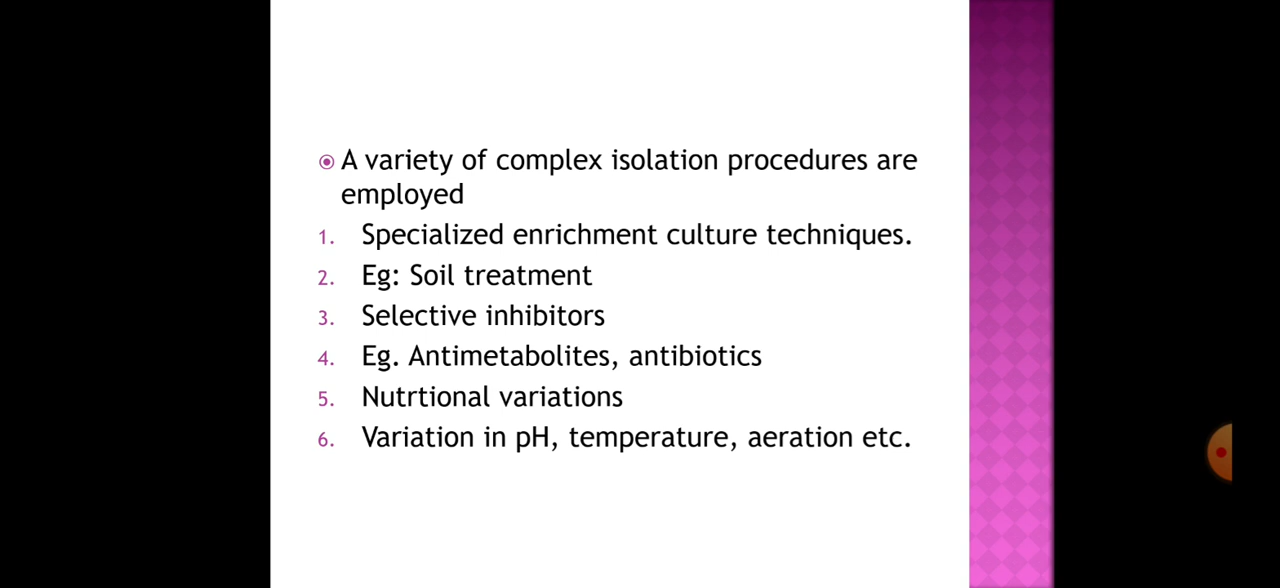 A variety of complex isolation procedures are
employed
1. Specialized enrichment culture techniques.
2. Eg: Soil treatment
3. Selective inhibitors
4. Eg. Antimetabolites, antibiotics
5. Nutrtional variations
6. Variation in pH, temperature, aeration etc.